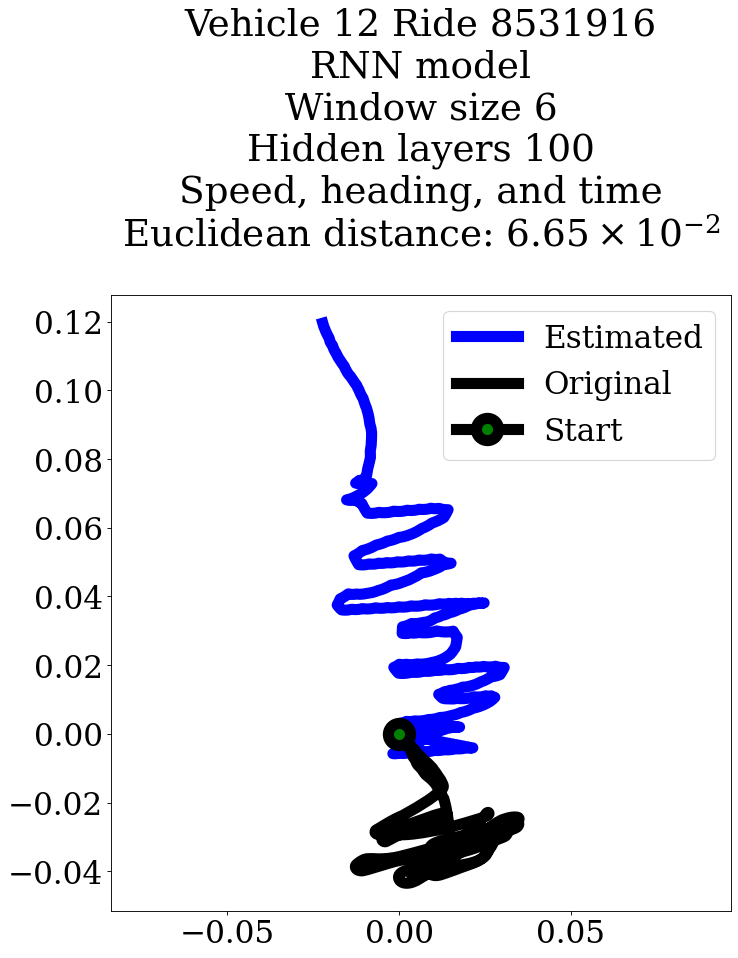 Vehicle 12 Ride 8531916
RNN model
Window size 6
Hidden layers 100
Speed, heading, and time
Euclidean distance: 6.65 × 10⁻²
Estimated
Original
Start
0.12
0.10
0.08
0.06
0.04
0.02
0.00
−0.02
−0.04
−0.05 0.00 0.05